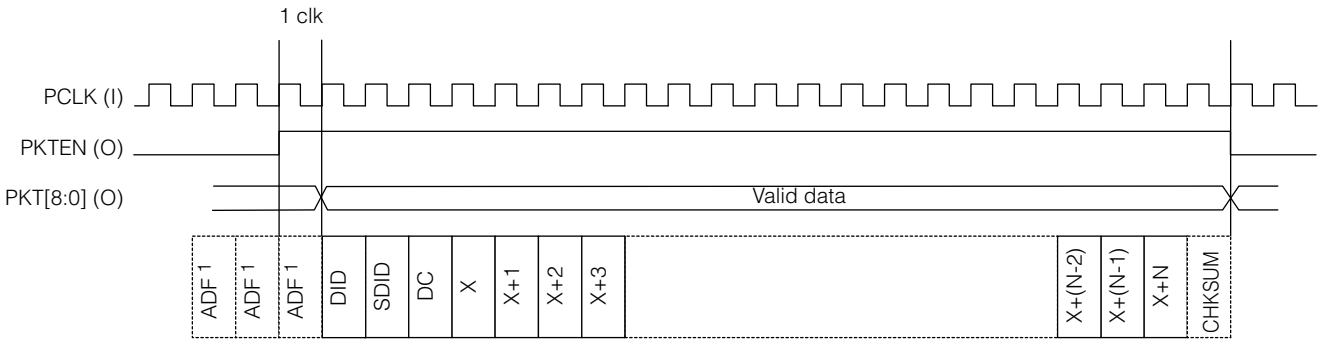 1 clk
PCLK (I)
PKTEN (O)
PKT[8:0] (O)
Valid data
ADF 1
ADF 1
ADF 1
DID
SDID
DC
X
X+1
X+2
X+3
X+(N-2)
X+(N-1)
X+N
CHKSUM